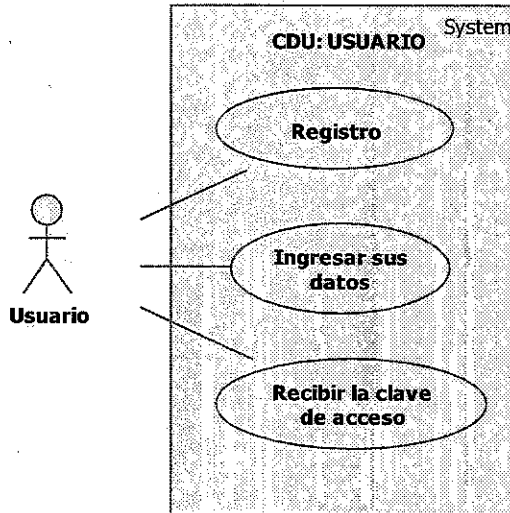 System
CDU: USUARIO
Registro
Ingresar sus
datos
Usuario
Recibir la clave
de acceso